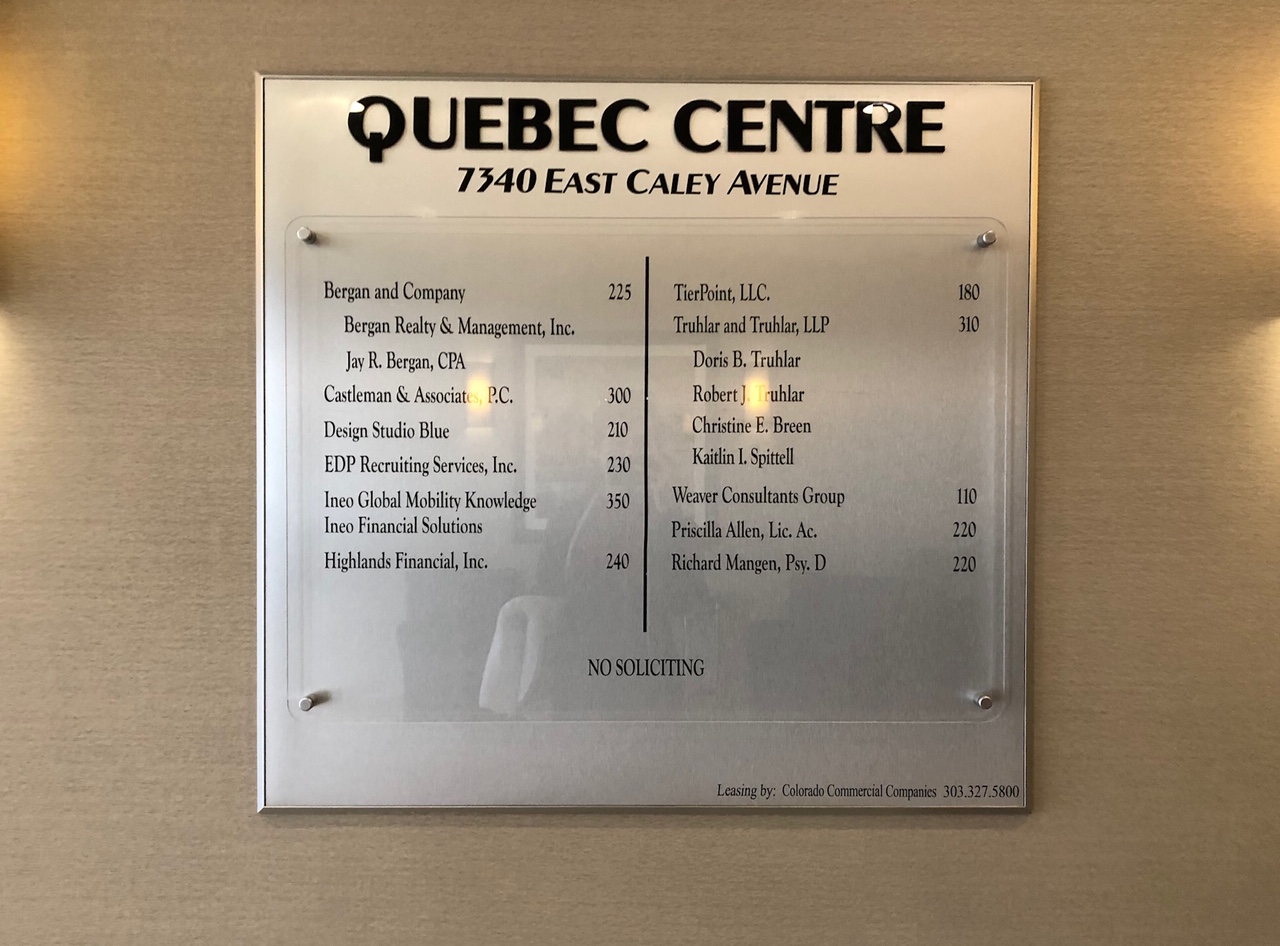 QUEBEC CENTRE
7340 EAST CALEY AVENUE
Bergan and Company 225
Bergan Realty & Management, Inc.
Jay R. Bergan, CPA
Castleman & Associates, P.C. 300
Design Studio Blue 210
EDP Recruiting Services, Inc. 230
Ineo Global Mobility Knowledge 350
Ineo Financial Solutions
Highlands Financial, Inc. 240
TierPoint, LLC. 180
Truhlar and Truhlar, LLP 310
Doris B. Truhlar
Robert J. Truhlar
Christine E. Breen
Kaitlin I. Spittell
Weaver Consultants Group 110
Priscilla Allen, Lic. Ac. 220
Richard Mangen, Psy. D 220
NO SOLICITING
Leasing by: Colorado Commercial Companies 303.327.5800